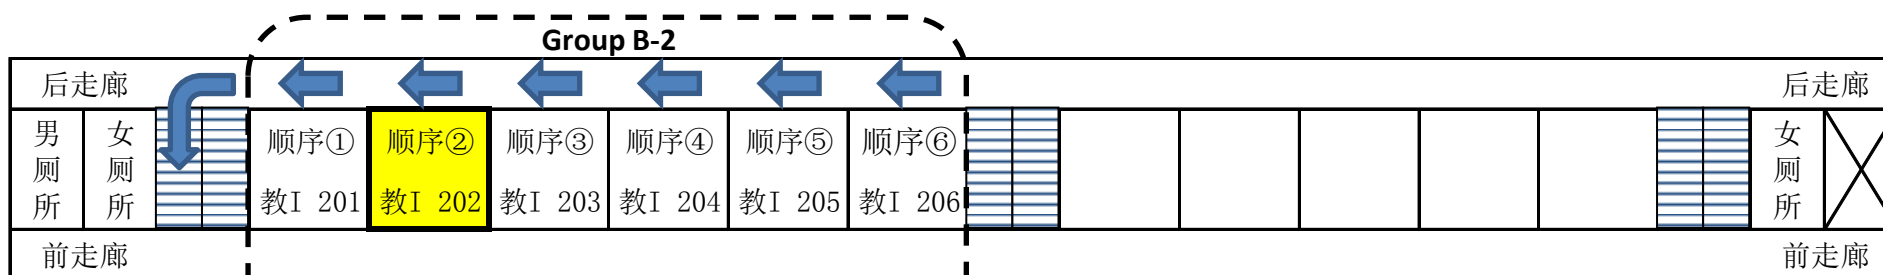 Group B-2
后走廊
后走廊
男厕所
女厕所
顺序①
教I 201
顺序②
教I 202
顺序③
教I 203
顺序④
教I 204
顺序⑤
教I 205
顺序⑥
教I 206
女厕所
前走廊
前走廊